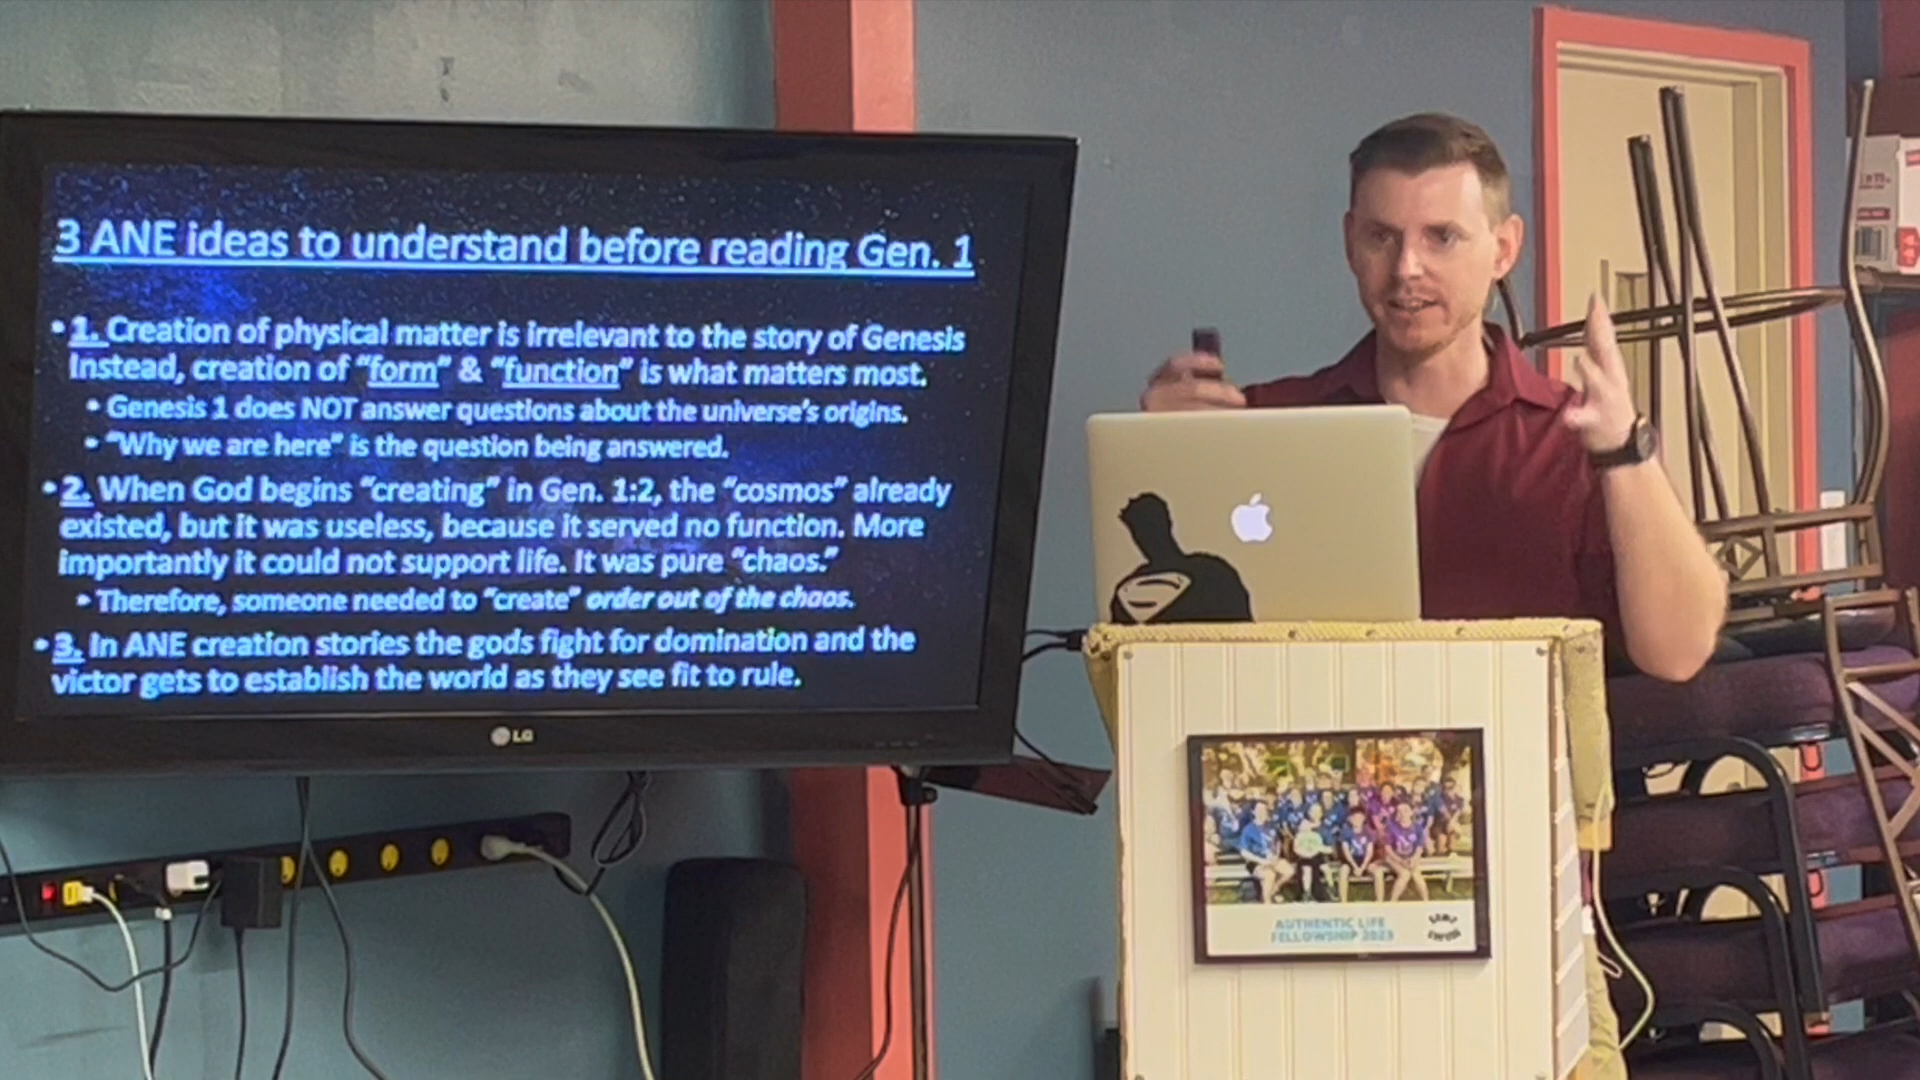 3 ANE ideas to understand before reading Gen. 1
• 1. Creation of physical matter is irrelevant to the story of Genesis
Instead, creation of "form" & "function" is what matters most.
• Genesis 1 does NOT answer questions about the universe's origins.
• "Why we are here" is the question being answered.
• 2. When God begins "creating" in Gen. 1:2, the "cosmos" already
existed, but it was useless, because it served no function. More
importantly it could not support life. It was pure "chaos."
• Therefore, someone needed to "create" order out of the chaos.
• 3. In ANE creation stories the gods fight for domination and the
victor gets to establish the world as they see fit to rule.
LG
AUTHENTIC LIFE
FELLOWSHIP 2023